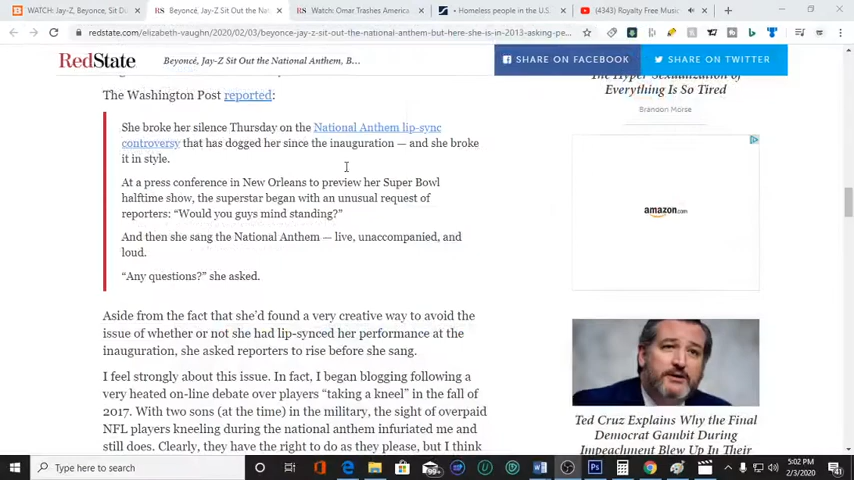 WATCH: Jay-Z, Beyonce, Sit Di
Beyoncé, Jay-Z Sit Out the Nat
Watch: Omar Trashes America
• Homeless people in the U.S.
(4343) Royalty Free Music
redstate.com/elizabeth-vaughn/2020/02/03/beyonce-jay-z-sit-out-the-national-anthem-but-here-she-is-in-2013-asking-pe...
RedState
Beyoncé, Jay-Z Sit Out the National Anthem, B...
SHARE ON FACEBOOK
SHARE ON TWITTER
The Washington Post reported:
She broke her silence Thursday on the National Anthem lip-sync
controversy that has dogged her since the inauguration — and she broke
it in style.
At a press conference in New Orleans to preview her Super Bowl
halftime show, the superstar began with an unusual request of
reporters: “Would you guys mind standing?”
And then she sang the National Anthem — live, unaccompanied, and
loud.
“Any questions?” she asked.
Aside from the fact that she’d found a very creative way to avoid the
issue of whether or not she had lip-synced her performance at the
inauguration, she asked reporters to rise before she sang.
I feel strongly about this issue. In fact, I began blogging following a
very heated on-line debate over players “taking a kneel” in the fall of
2017. With two sons (at the time) in the military, the sight of overpaid
NFL players kneeling during the national anthem infuriated me and
still does. Clearly, they have the right to do as they please, but I think
The Hyper-Sexualization of
Everything Is So Tired
Brandon Morse
amazon.com
Ted Cruz Explains Why the Final
Democrat Gambit During
Impeachment Blew Up In Their
Type here to search
99+
5:02 PM
2/3/2020